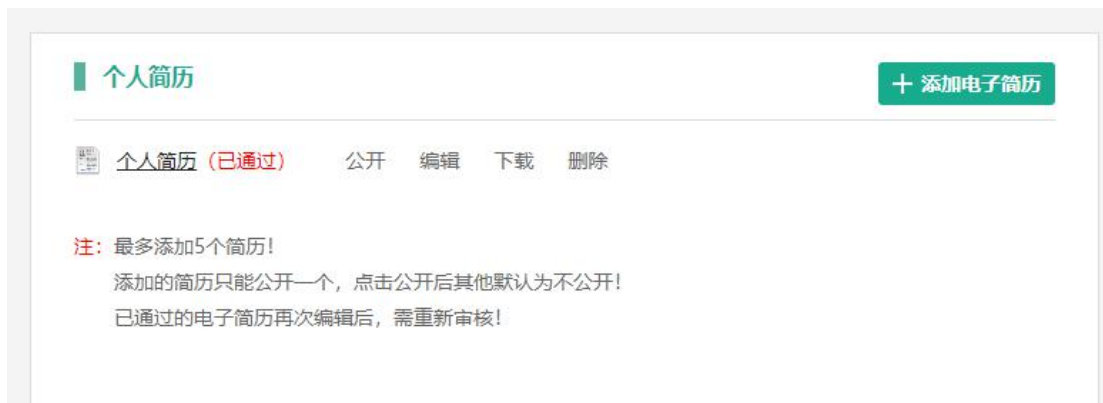 个人简历
+ 添加电子简历
个人简历（已通过） 公开 编辑 下载 删除
注：最多添加5个简历！
添加的简历只能公开一个，点击公开后其他默认为不公开！
已通过的电子简历再次编辑后，需重新审核！